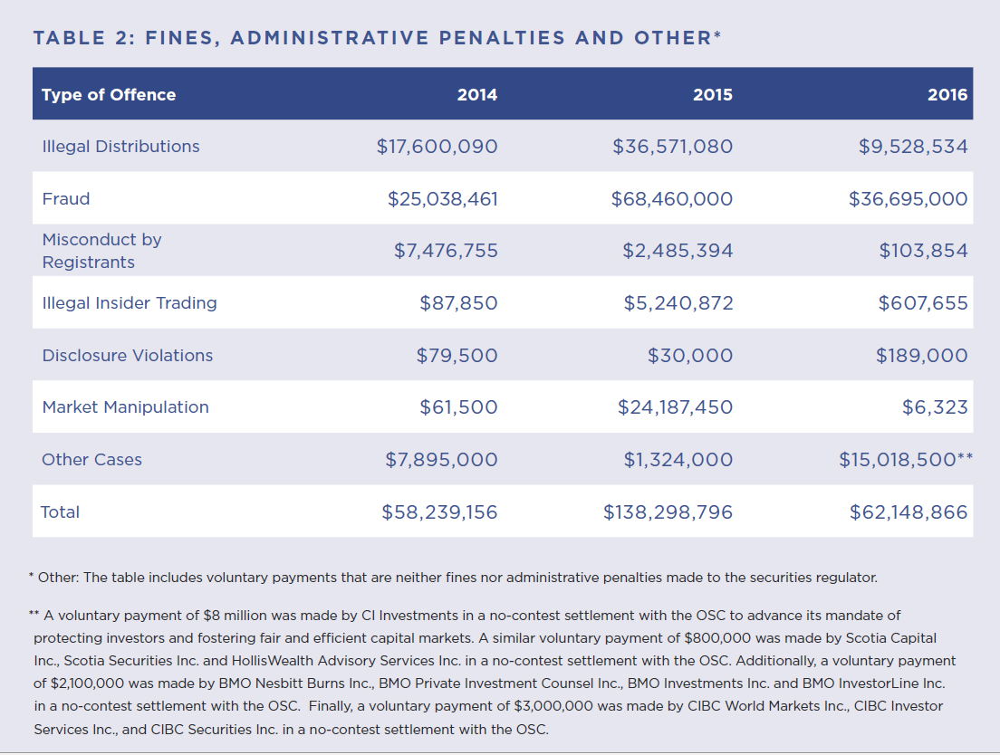 TABLE 2: FINES, ADMINISTRATIVE PENALTIES AND OTHER*
Type of Offence 2014 2015 2016
Illegal Distributions $17,600,090 $36,571,080 $9,528,534
Fraud $25,038,461 $68,460,000 $36,695,000
Misconduct by
Registrants $7,476,755 $2,485,394 $103,854
Illegal Insider Trading $87,850 $5,240,872 $607,655
Disclosure Violations $79,500 $30,000 $189,000
Market Manipulation $61,500 $24,187,450 $6,323
Other Cases $7,895,000 $1,324,000 $15,018,500**
Total $58,239,156 $138,298,796 $62,148,866
* Other: The table includes voluntary payments that are neither fines nor administrative penalties made to the securities regulator.
** A voluntary payment of $8 million was made by CI Investments in a no-contest settlement with the OSC to advance its mandate of
protecting investors and fostering fair and efficient capital markets. A similar voluntary payment of $800,000 was made by Scotia Capital
Inc., Scotia Securities Inc. and HollisWealth Advisory Services Inc. in a no-contest settlement with the OSC. Additionally, a voluntary payment
of $2,100,000 was made by BMO Nesbitt Burns Inc., BMO Private Investment Counsel Inc., BMO Investments Inc. and BMO InvestorLine Inc.
in a no-contest settlement with the OSC. Finally, a voluntary payment of $3,000,000 was made by CIBC World Markets Inc., CIBC Investor
Services Inc., and CIBC Securities Inc. in a no-contest settlement with the OSC.